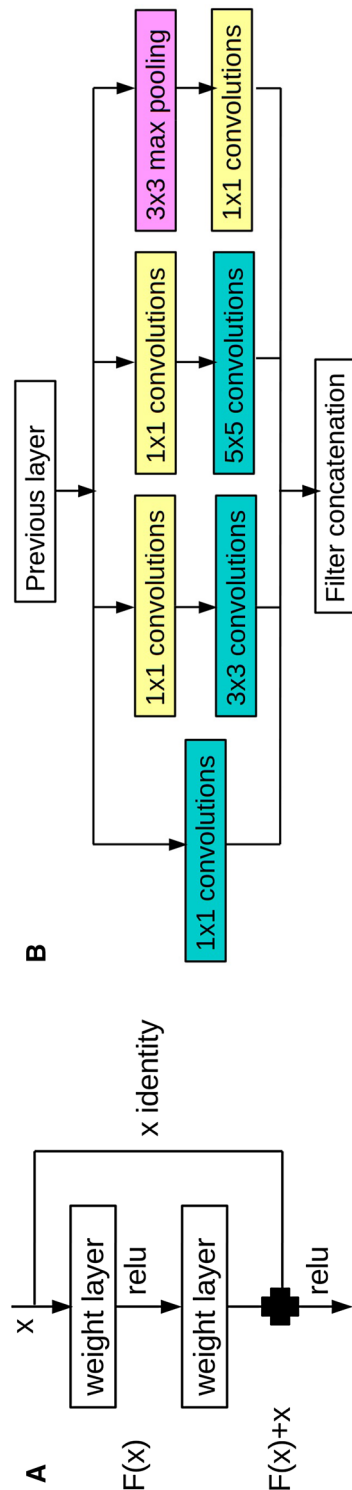 A
x
weight layer
F(x)
relu
x identity
weight layer
F(x)+x
relu
B
Previous layer
1x1 convolutions
1x1 convolutions
3x3 max pooling
1x1 convolutions
3x3 convolutions
5x5 convolutions
1x1 convolutions
Filter concatenation